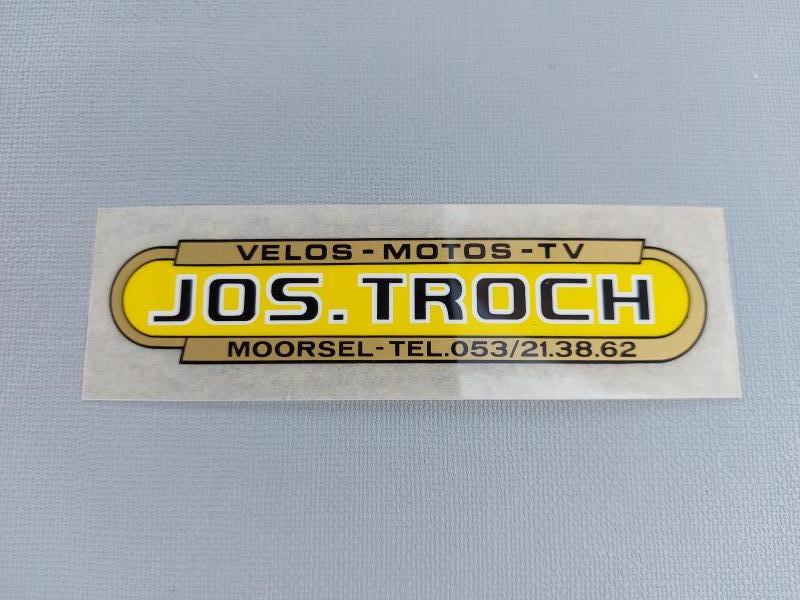 VELOS - MOTOS - TV
JOS. TROCH
MOORSEL - TEL. 053/21.38.62